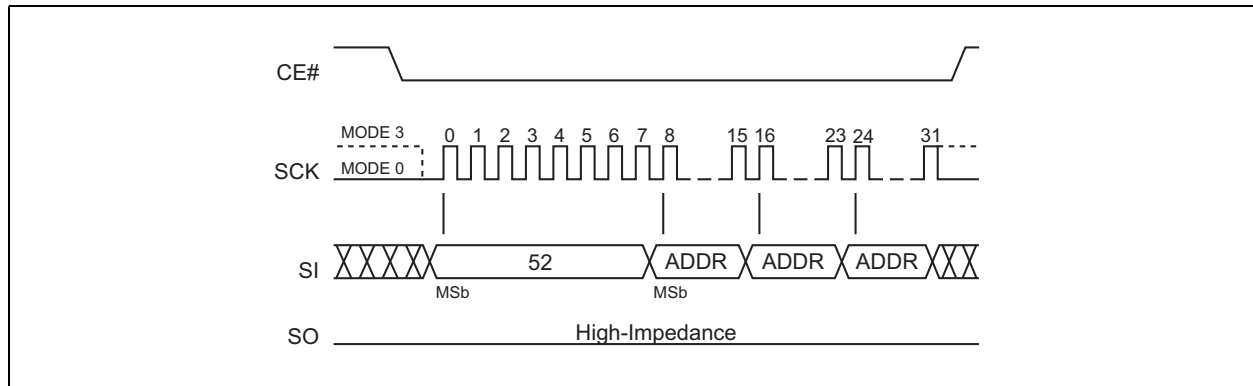 CE#
MODE 3
0 1 2 3 4 5 6 7 8 15 16 23 24 31
SCK
MODE 0
SI
52
ADDR
ADDR
ADDR
MSb
MSb
SO
High-Impedance